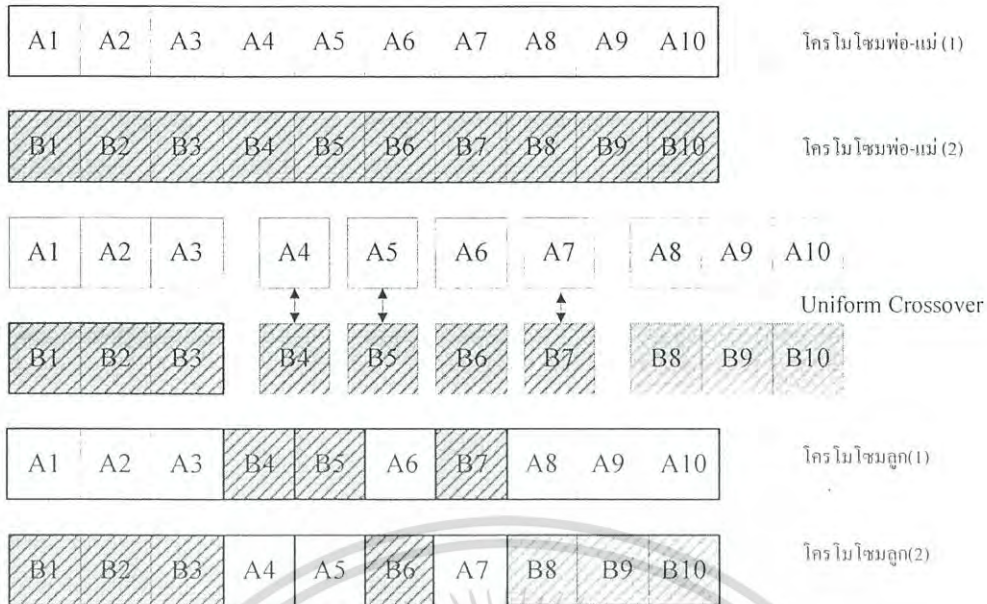 A1 A2 A3 A4 A5 A6 A7 A8 A9 A10 โครโมโซมพ่อ-แม่ (1)
B1 B2 B3 B4 B5 B6 B7 B8 B9 B10 โครโมโซมพ่อ-แม่ (2)
A1 A2 A3 A4 A5 A6 A7 A8 A9 A10
Uniform Crossover
B1 B2 B3 B4 B5 B6 B7 B8 B9 B10
A1 A2 A3 B4 B5 A6 B7 A8 A9 A10 โครโมโซมลูก(1)
B1 B2 B3 A4 A5 B6 A7 B8 B9 B10 โครโมโซมลูก(2)